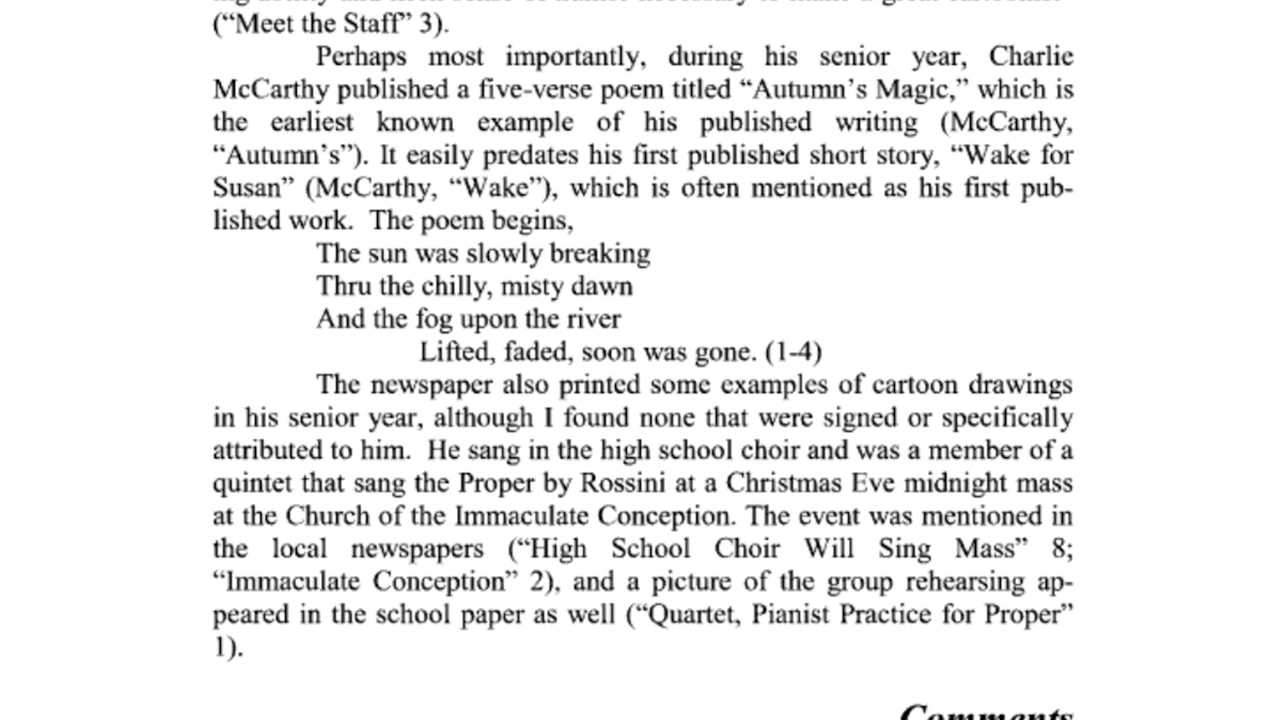 (“Meet the Staff” 3).
Perhaps most importantly, during his senior year, Charlie
McCarthy published a five-verse poem titled “Autumn’s Magic,” which is
the earliest known example of his published writing (McCarthy,
“Autumn’s”). It easily predates his first published short story, “Wake for
Susan” (McCarthy, “Wake”), which is often mentioned as his first pub-
lished work. The poem begins,
The sun was slowly breaking
Thru the chilly, misty dawn
And the fog upon the river
Lifted, faded, soon was gone. (1-4)
The newspaper also printed some examples of cartoon drawings
in his senior year, although I found none that were signed or specifically
attributed to him. He sang in the high school choir and was a member of a
quintet that sang the Proper by Rossini at a Christmas Eve midnight mass
at the Church of the Immaculate Conception. The event was mentioned in
the local newspapers (“High School Choir Will Sing Mass” 8;
“Immaculate Conception” 2), and a picture of the group rehearsing ap-
peared in the school paper as well (“Quartet, Pianist Practice for Proper”
1).
Comments